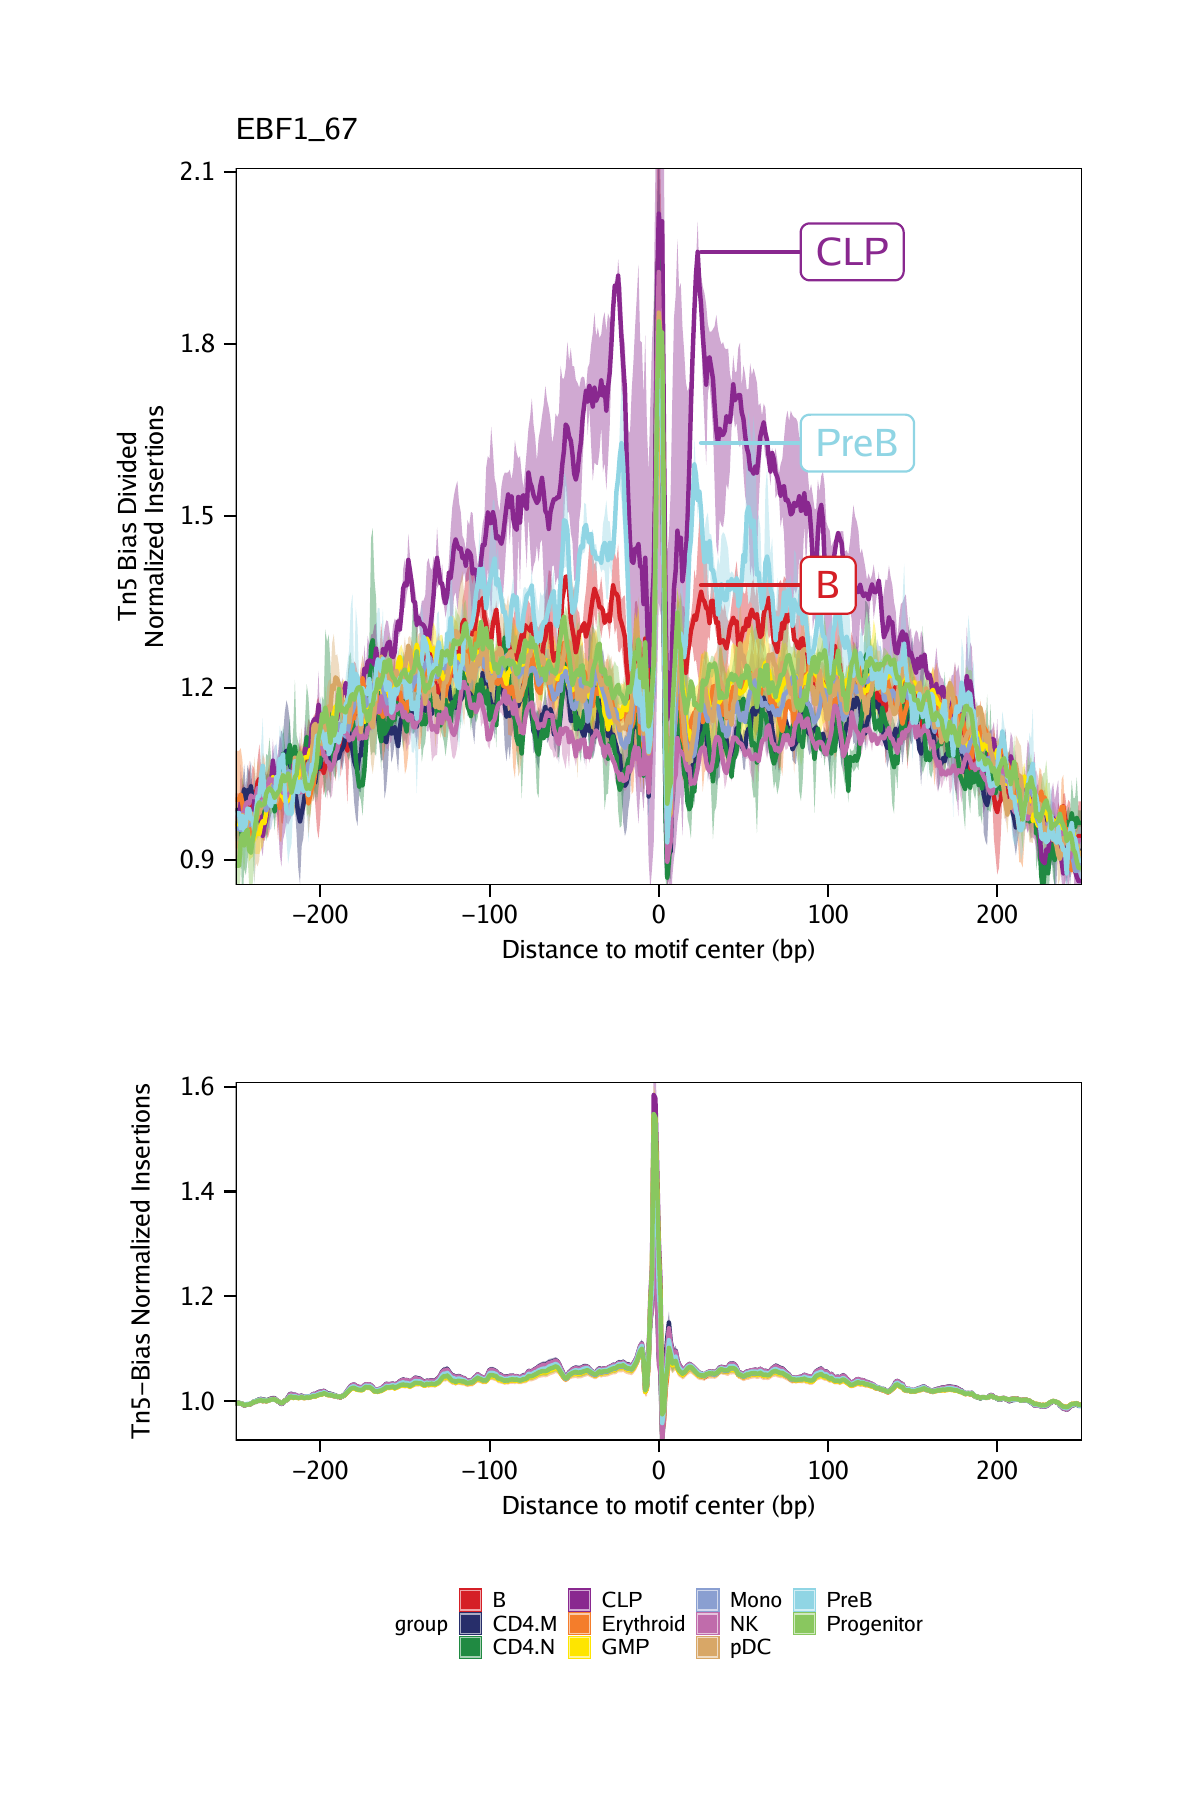 EBF1_67
Tn5 Bias Divided
Normalized Insertions
2.1
1.8
1.5
1.2
0.9
CLP
PreB
B
−200
−100
0
100
200
Distance to motif center (bp)
Tn5−Bias Normalized Insertions
1.6
1.4
1.2
1.0
−200
−100
0
100
200
Distance to motif center (bp)
group
B
CLP
Mono
PreB
CD4.M
Erythroid
NK
Progenitor
CD4.N
GMP
pDC